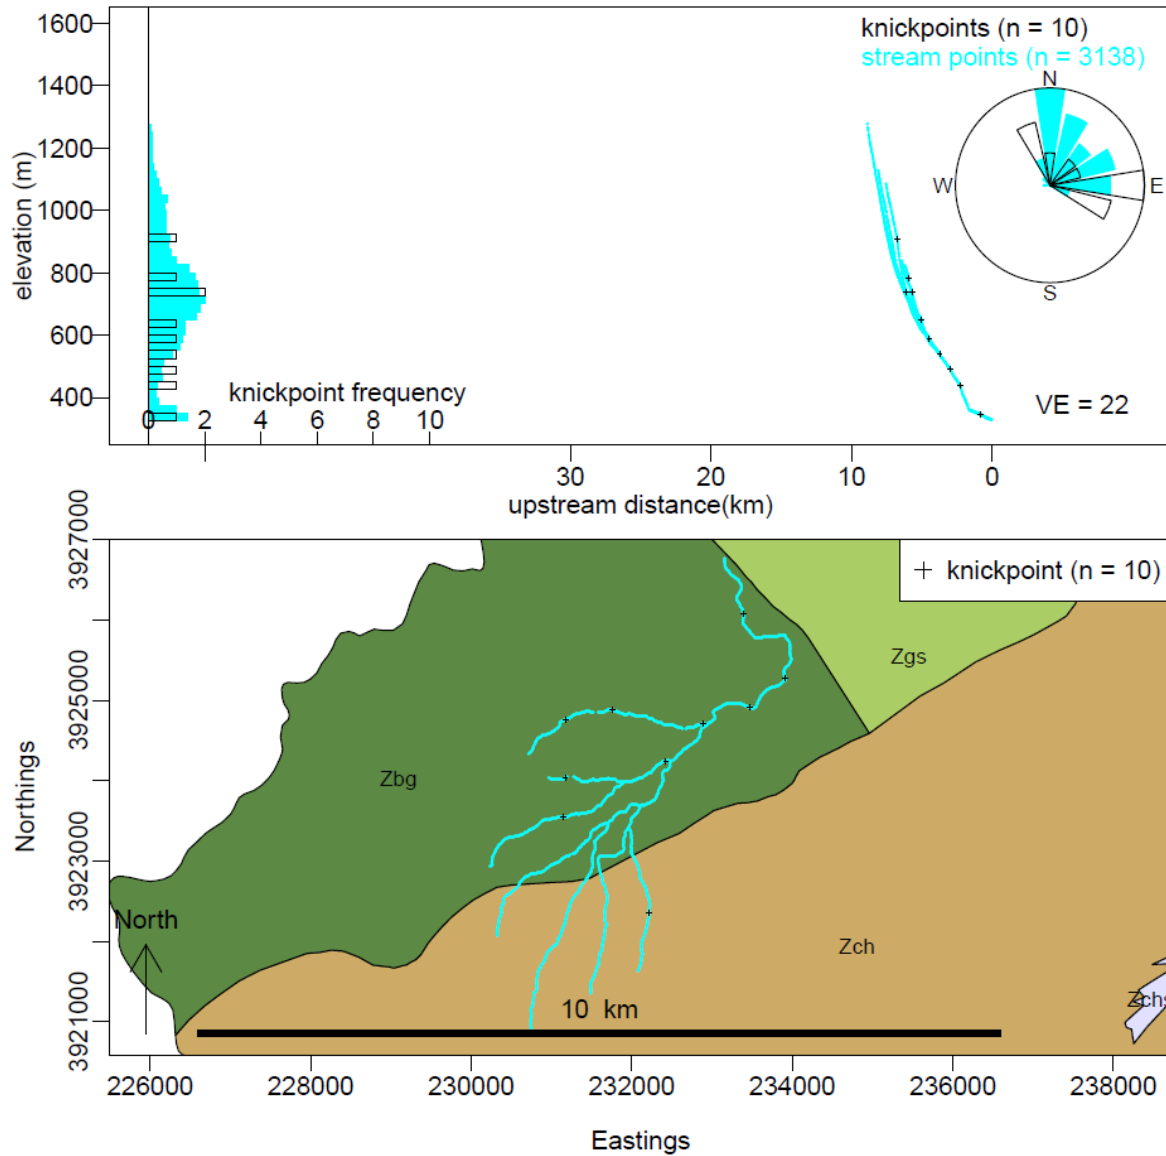 1600
1400
1200
1000
800
600
400
elevation (m)
knickpoints (n = 10)
stream points (n = 3138)
N
W
E
S
VE = 22
knickpoint frequency
0 2 4 6 8 10
30 20 10 0
upstream distance(km)
3927000
3925000
3923000
3921000
Northings
+ knickpoint (n = 10)
Zgs
Zbg
Zch
Zchs
North
10 km
226000 228000 230000 232000 234000 236000 238000
Eastings